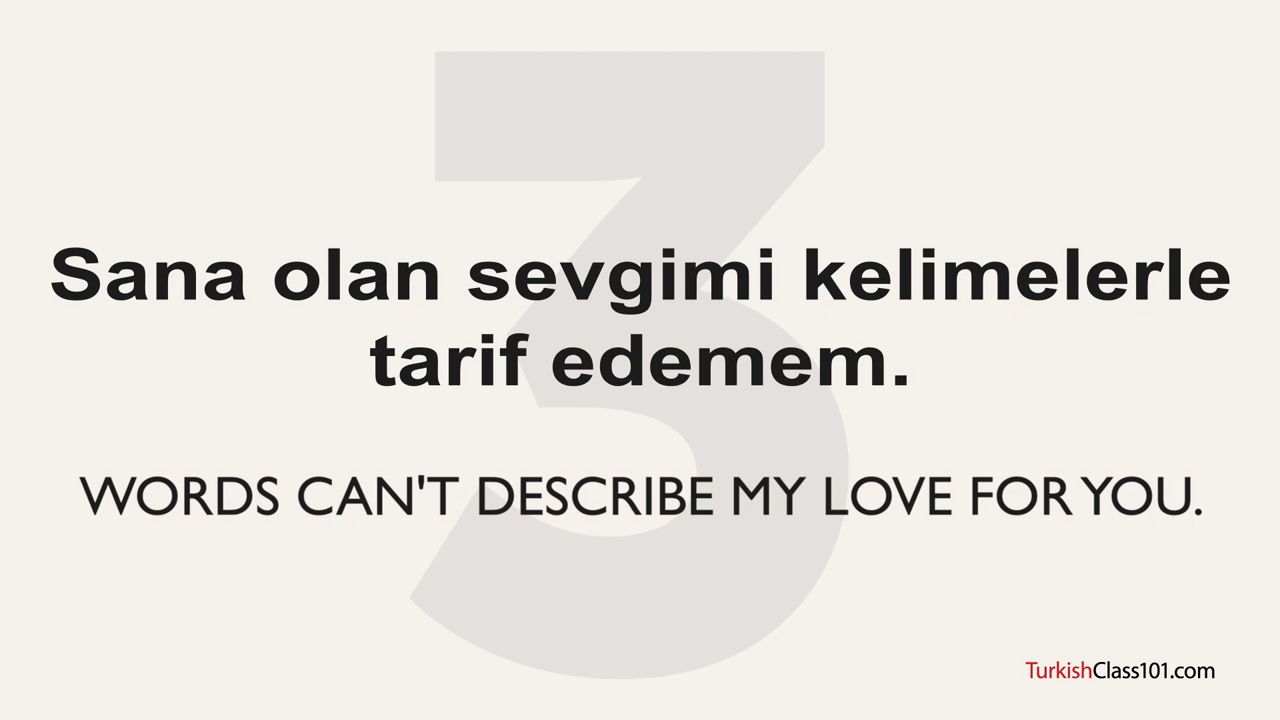 3
Sana olan sevgimi kelimelerle
tarif edemem.
WORDS CAN'T DESCRIBE MY LOVE FOR YOU.
TurkishClass101.com